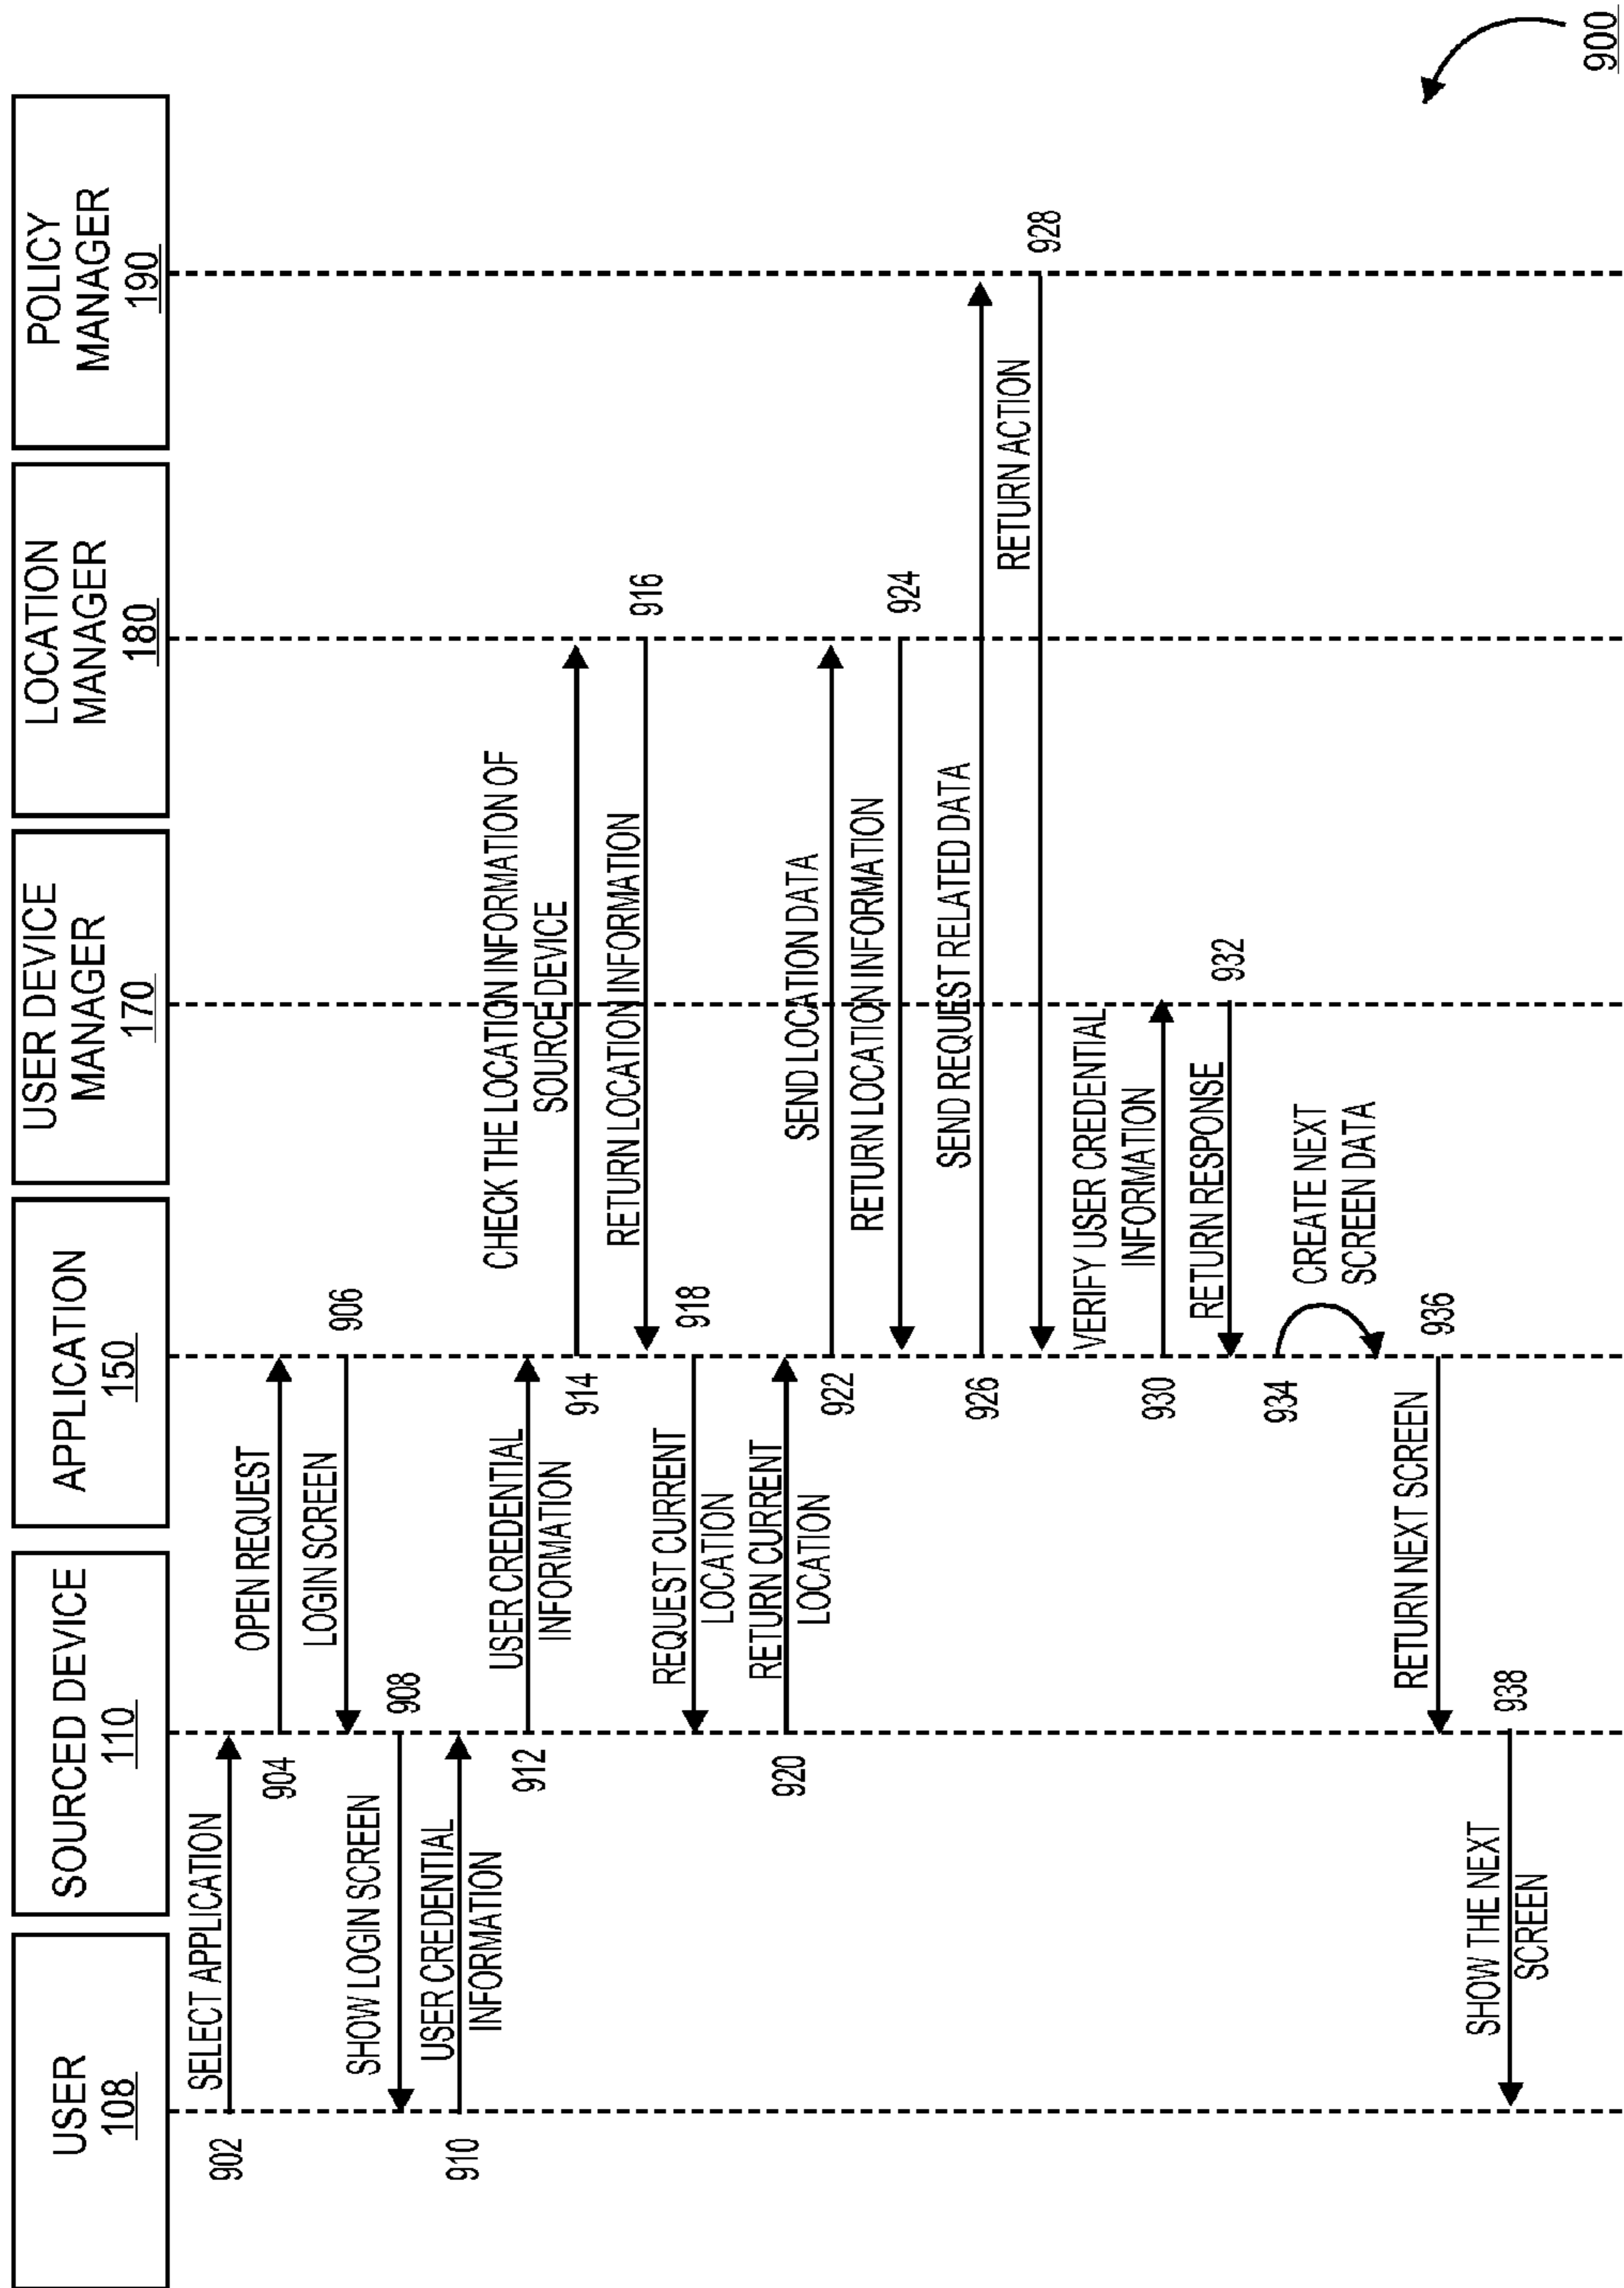 USER
108
SOURCED DEVICE
110
APPLICATION
150
USER DEVICE
MANAGER
170
LOCATION
MANAGER
180
POLICY
MANAGER
190
902
SELECT APPLICATION
904
OPEN REQUEST
LOGIN SCREEN
906
SHOW LOGIN SCREEN
908
910
USER CREDENTIAL
INFORMATION
912
USER CREDENTIAL
INFORMATION
914
CHECK THE LOCATION INFORMATION OF
SOURCE DEVICE
RETURN LOCATION INFORMATION
916
REQUEST CURRENT
LOCATION
918
920
RETURN CURRENT
LOCATION
922
SEND LOCATION DATA
RETURN LOCATION INFORMATION
924
926
SEND REQUEST RELATED DATA
RETURN ACTION
928
930
VERIFY USER CREDENTIAL
INFORMATION
RETURN RESPONSE
932
934
CREATE NEXT
SCREEN DATA
RETURN NEXT SCREEN
936
SHOW THE NEXT
SCREEN
938
900